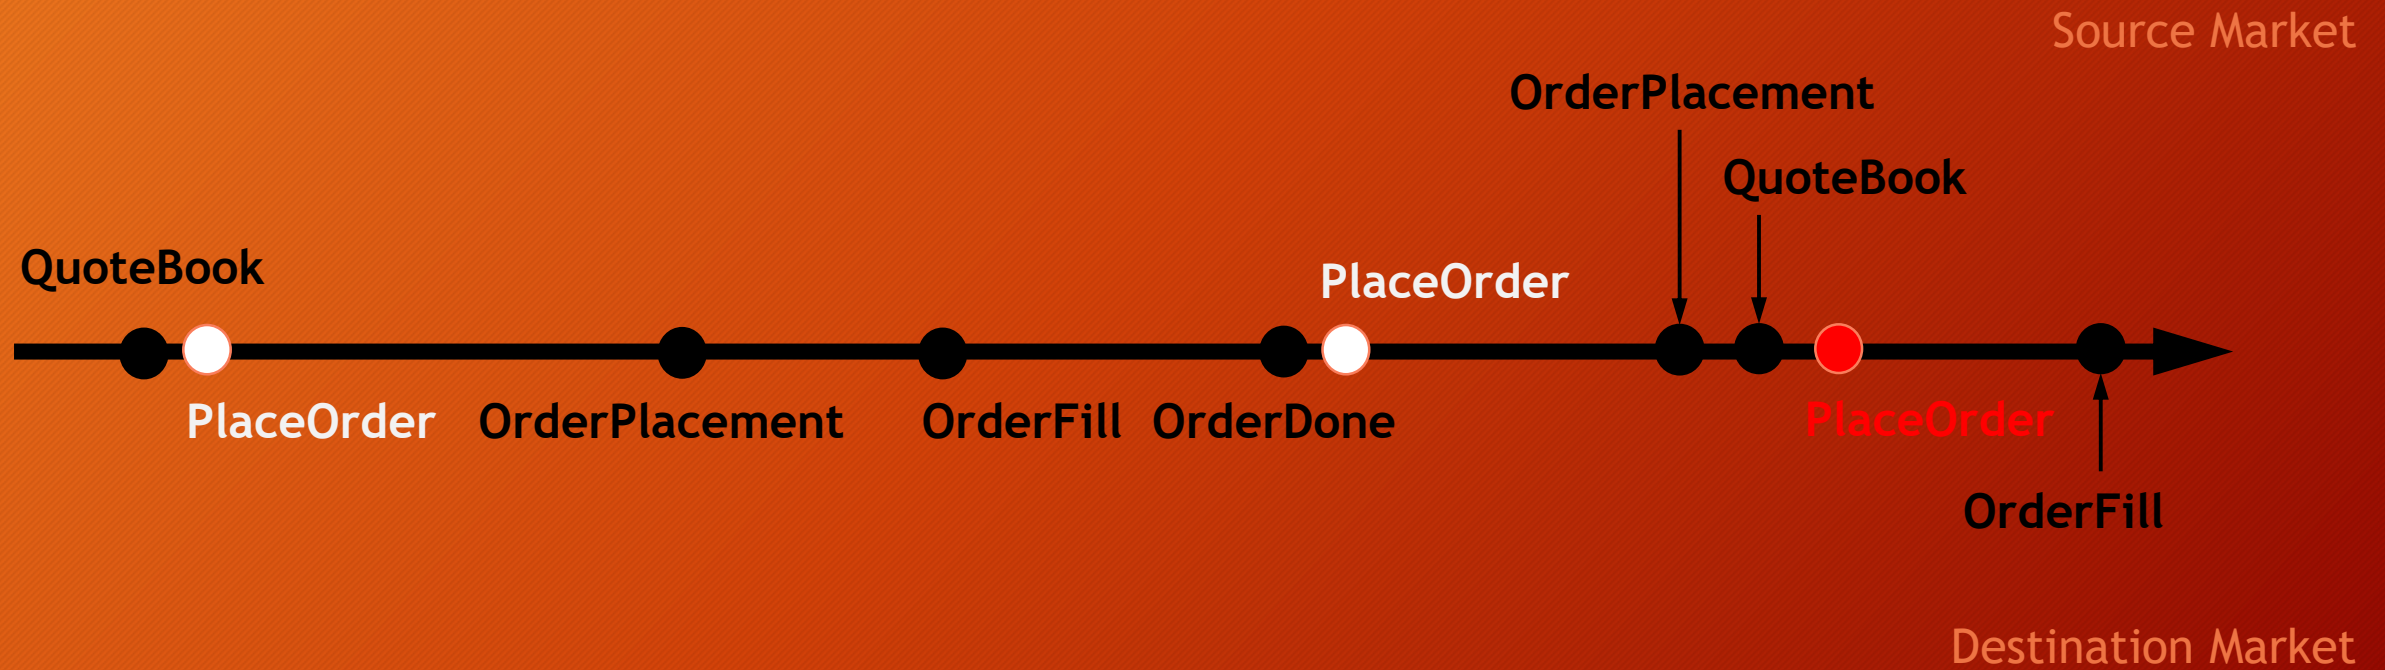 Source Market
OrderPlacement
QuoteBook
QuoteBook
PlaceOrder
PlaceOrder
OrderPlacement
OrderFill
OrderDone
PlaceOrder
OrderFill
Destination Market